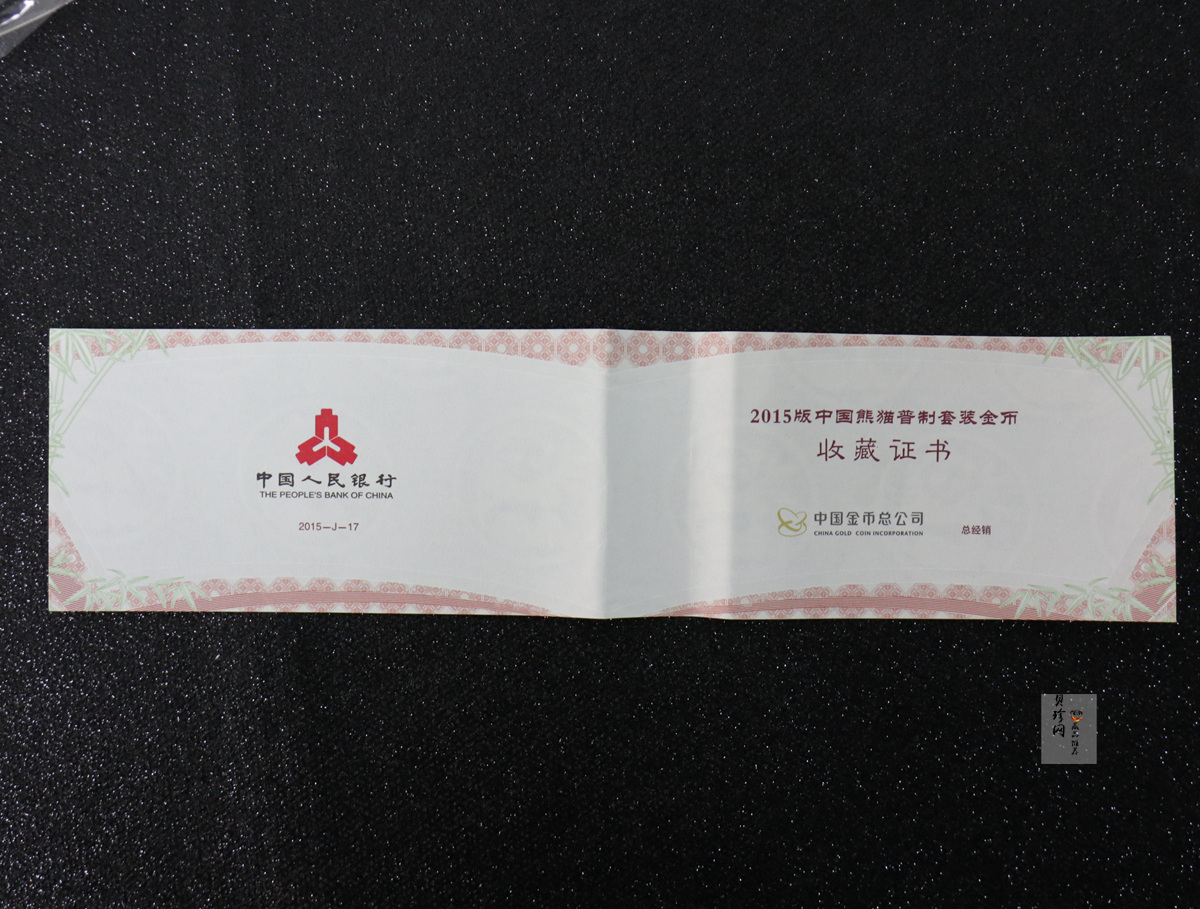 中国人民银行
THE PEOPLE'S BANK OF CHINA
2015-J-17
2015版中国熊猫普制套装金币
收藏证书
中国金币总公司
CHINA GOLD COIN INCORPORATION
总经销